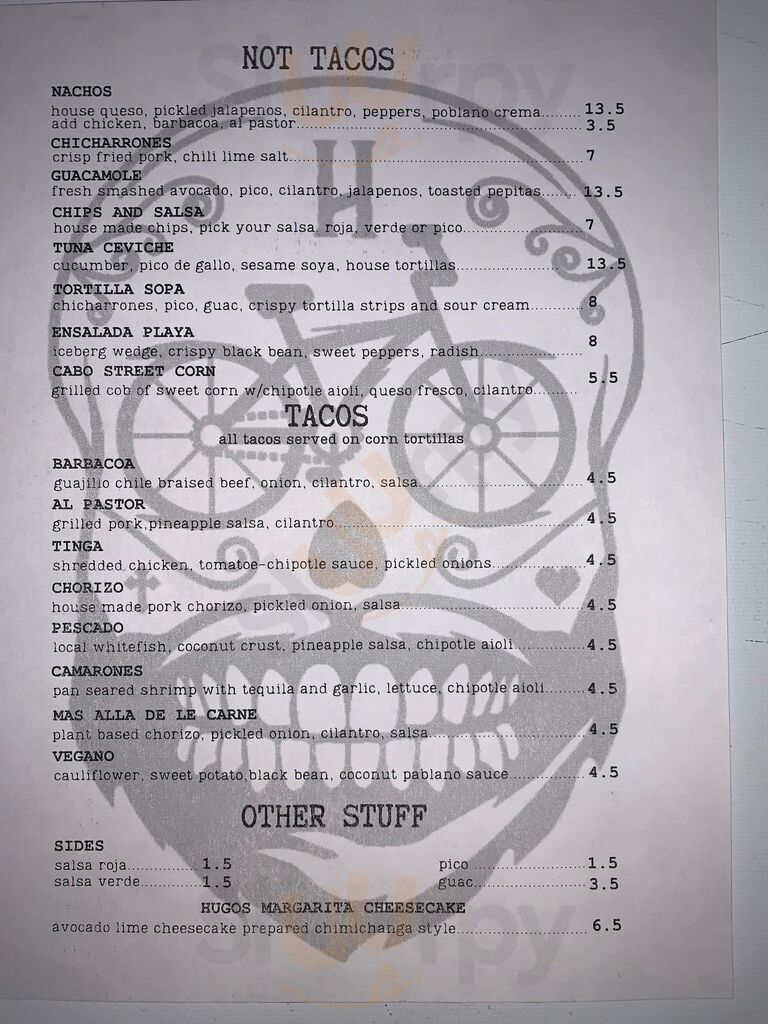 NOT TACOS
NACHOS
house queso, pickled jalapenos, cilantro, peppers, poblano crema........ 13.5
add chicken, barbacoa, al pastor........ 3.5
CHICHARRONES
crisp fried pork, chili lime salt........ 7
GUACAMOLE
fresh smashed avocado, pico, cilantro, jalapenos, toasted pepitas........ 13.5
CHIPS AND SALSA
house made chips, pick your salsa, roja, verde or pico........ 7
TUNA CEVICHE
cucumber, pico de gallo, sesame soya, house tortillas........ 13.5
TORTILLA SOPA
chicharrones, pico, guac, crispy tortilla strips and sour cream........ 8
ENSALADA PLAYA
iceberg wedge, crispy black bean, sweet peppers, radish........ 8
CABO STREET CORN
grilled cob of sweet corn w/chipotle aioli, queso fresco, cilantro........ 5.5
TACOS
all tacos served on corn tortillas
BARBACOA
guajillo chile braised beef, onion, cilantro, salsa........ 4.5
AL PASTOR
grilled pork,pineapple salsa, cilantro........ 4.5
TINGA
shredded chicken, tomatoe-chipotle sauce, pickled onions........ 4.5
CHORIZO
house made pork chorizo, pickled onion, salsa........ 4.5
PESCADO
local whitefish, coconut crust, pineapple salsa, chipotle aioli........ 4.5
CAMARONES
pan seared shrimp with tequila and garlic, lettuce, chipotle aioli........ 4.5
MAS ALLA DE LE CARNE
plant based chorizo, pickled onion, cilantro, salsa........ 4.5
VEGANO
cauliflower, sweet potato,black bean, coconut pablano sauce........ 4.5
OTHER STUFF
SIDES
salsa roja........ 1.5 pico........ 1.5
salsa verde........ 1.5 guac........ 3.5
HUGOS MARGARITA CHEESECAKE
avocado lime cheesecake prepared chimichanga style........ 6.5
H